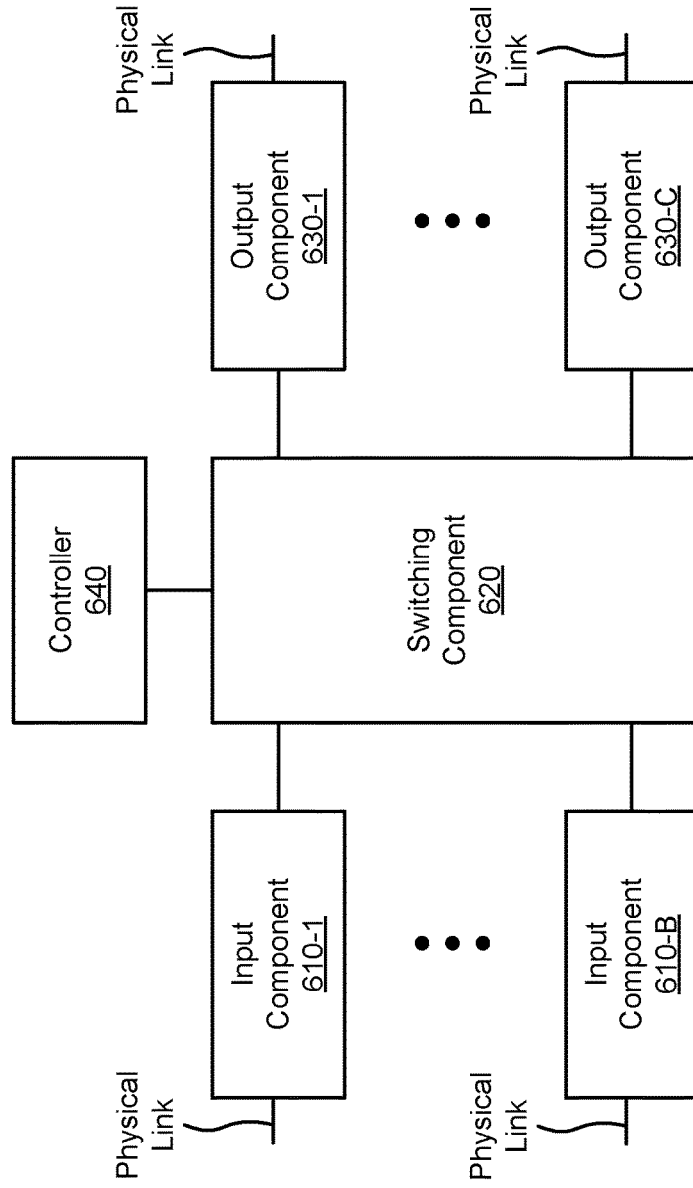 Controller
640
Physical
Link
Input
Component
610-1
Switching
Component
620
Output
Component
630-1
Physical
Link
Physical
Link
Input
Component
610-B
Output
Component
630-C
Physical
Link